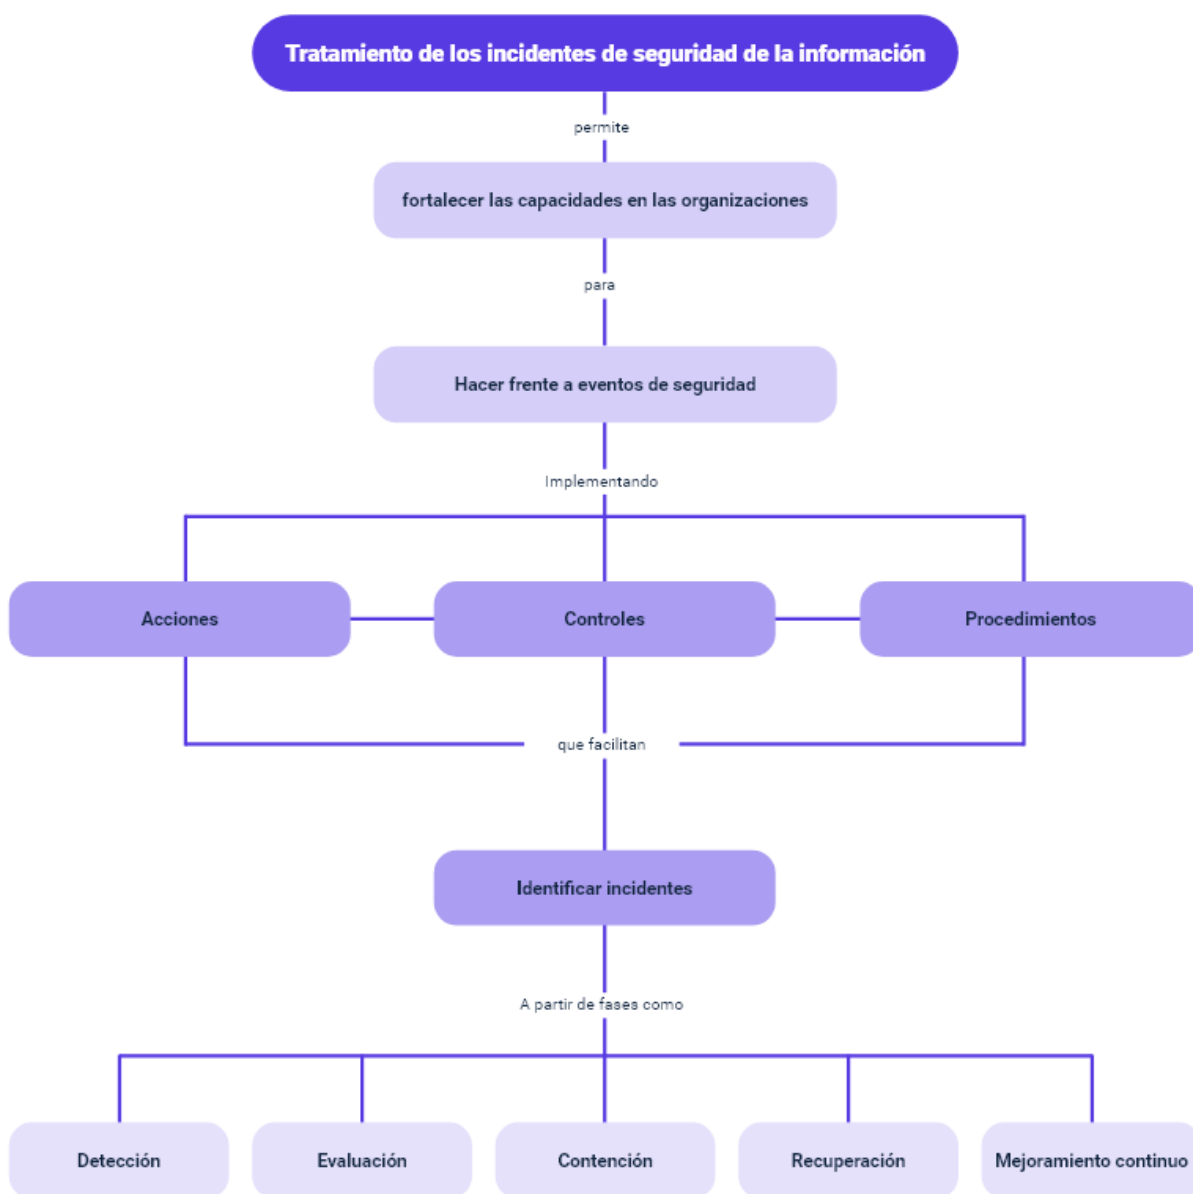 Tratamiento de los incidentes de seguridad de la información
permite
fortalecer las capacidades en las organizaciones
para
Hacer frente a eventos de seguridad
Implementando
Acciones
Controles
Procedimientos
que facilitan
Identificar incidentes
A partir de fases como
Detección
Evaluación
Contención
Recuperación
Mejoramiento continuo